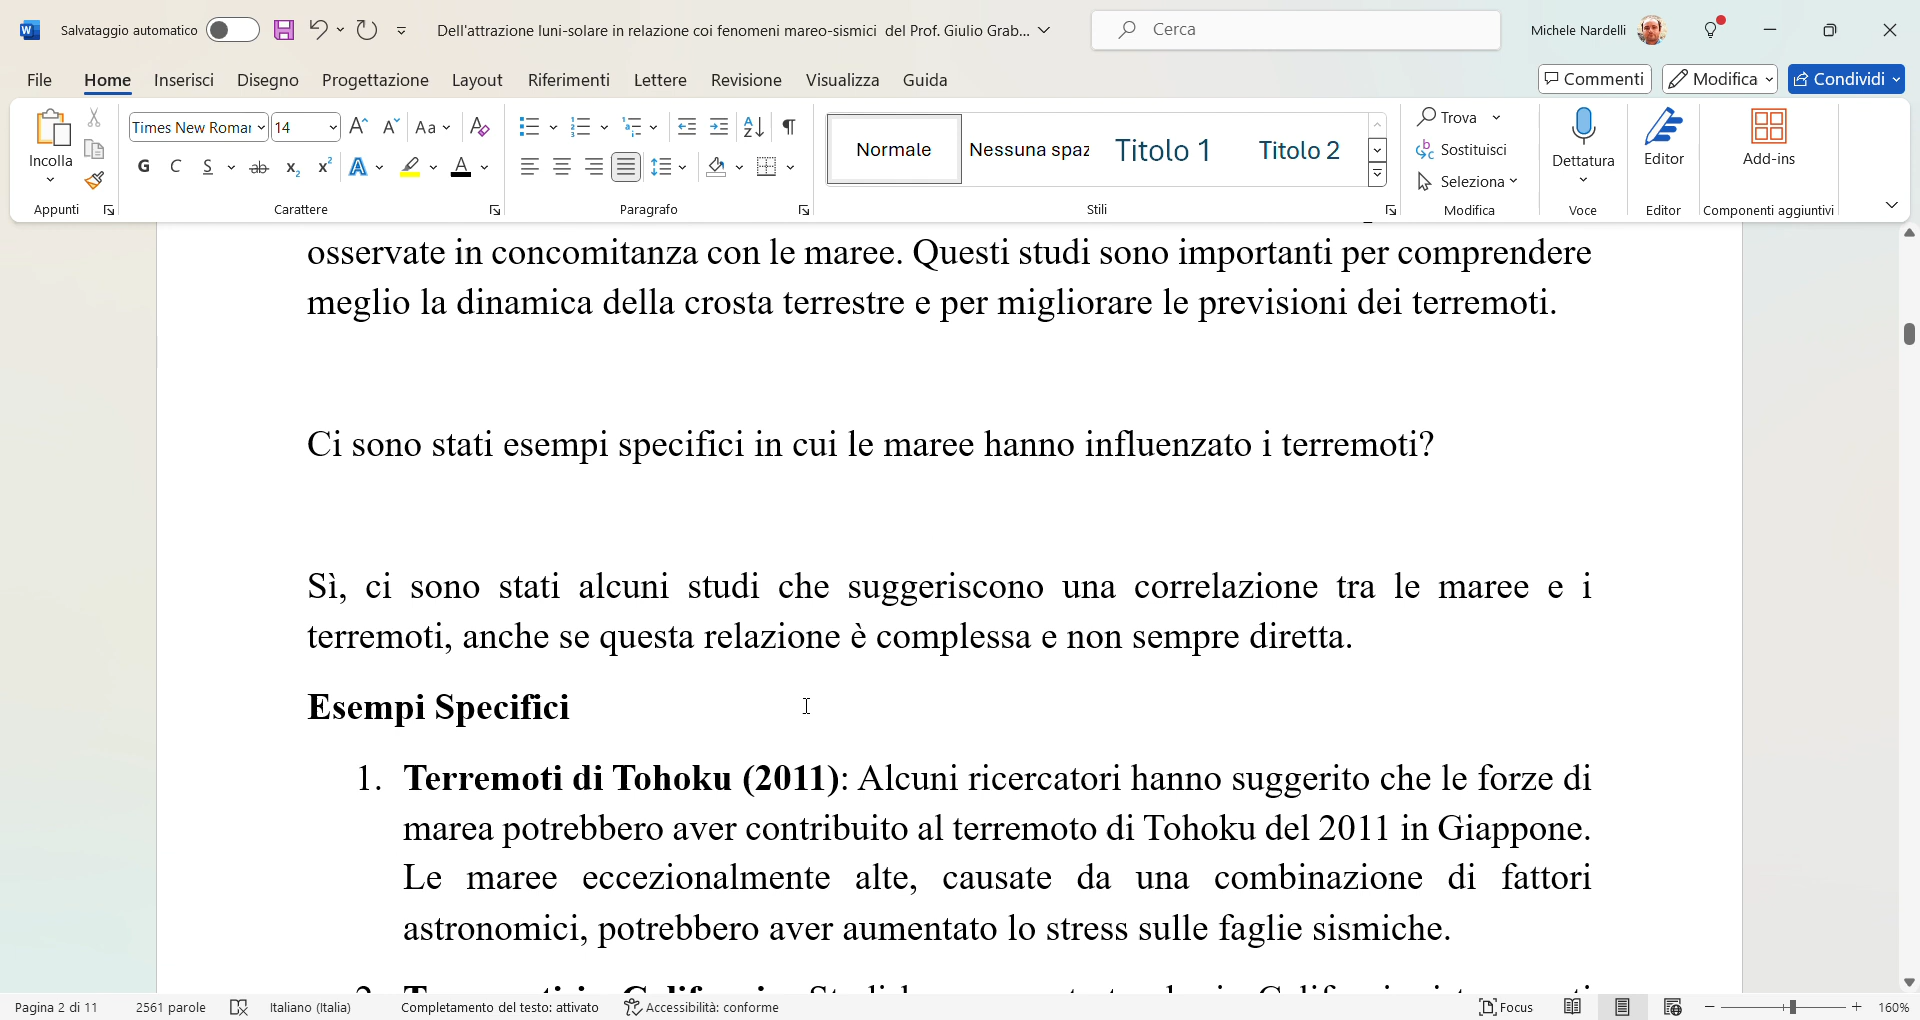 Salvataggio automatico
Dell'attrazione luni-solare in relazione coi fenomeni mareo-sismici del Prof. Giulio Grab...
Cerca
Michele Nardelli
File Home Inserisci Disegno Progettazione Layout Riferimenti Lettere Revisione Visualizza Guida
Commenti Modifica Condividi
Incolla
Times New Roman 14
Aa
G C S ab x₂ x² A A
Normale Nessuna spaz Titolo 1 Titolo 2
Trova
Sostituisci
Seleziona
Dettatura
Editor
Add-ins
Appunti Carattere Paragrafo Stili Modifica Voce Editor Componenti aggiuntivi
osservate in concomitanza con le maree. Questi studi sono importanti per comprendere
meglio la dinamica della crosta terrestre e per migliorare le previsioni dei terremoti.
Ci sono stati esempi specifici in cui le maree hanno influenzato i terremoti?
Sì, ci sono stati alcuni studi che suggeriscono una correlazione tra le maree e i
terremoti, anche se questa relazione è complessa e non sempre diretta.
Esempi Specifici
1. Terremoti di Tohoku (2011): Alcuni ricercatori hanno suggerito che le forze di
marea potrebbero aver contribuito al terremoto di Tohoku del 2011 in Giappone.
Le maree eccezionalmente alte, causate da una combinazione di fattori
astronomici, potrebbero aver aumentato lo stress sulle faglie sismiche.
Pagina 2 di 11 2561 parole Italiano (Italia) Completamento del testo: attivato Accessibilità: conforme Focus 160%